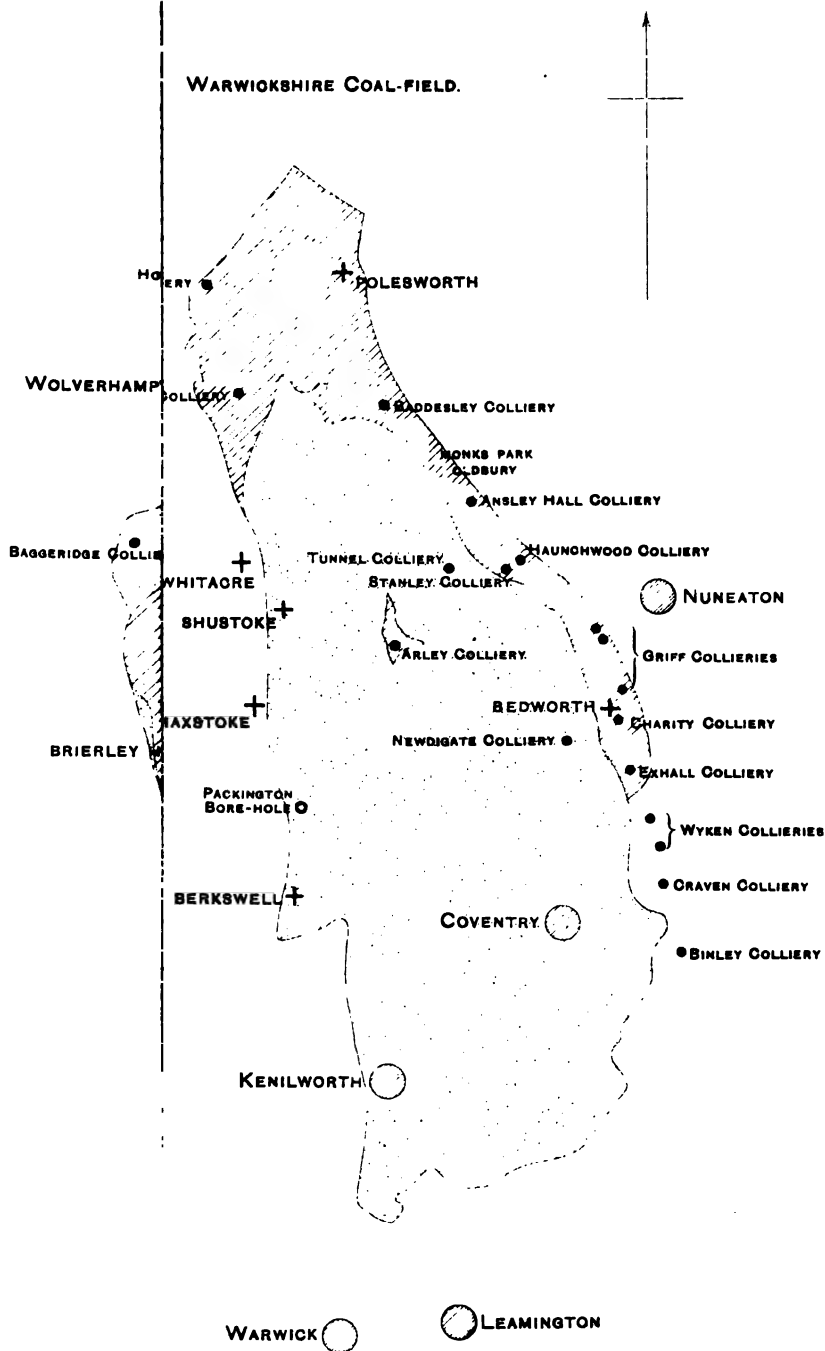 WARWICKSHIRE COAL-FIELD.
POLESWORTH
WOLVERHAMP
BADDESLEY COLLIERY
MONKS PARK
OLDBURY
ANSLEY HALL COLLIERY
BAGGERIDGE COLLIE
HAUNCHWOOD COLLIERY
TUNNEL COLLIERY
WHITACRE
STANLEY COLLIERY
NUNEATON
SHUSTOKE
ARLEY COLLIERY
GRIFF COLLIERIES
BEDWORTH
MAXSTOKE
CHARITY COLLIERY
NEWDIGATE COLLIERY
BRIERLEY
EXHALL COLLIERY
PACKINGTON
BORE-HOLE
WYKEN COLLIERIES
CRAVEN COLLIERY
BERKSWELL
COVENTRY
BINLEY COLLIERY
KENILWORTH
LEAMINGTON
WARWICK